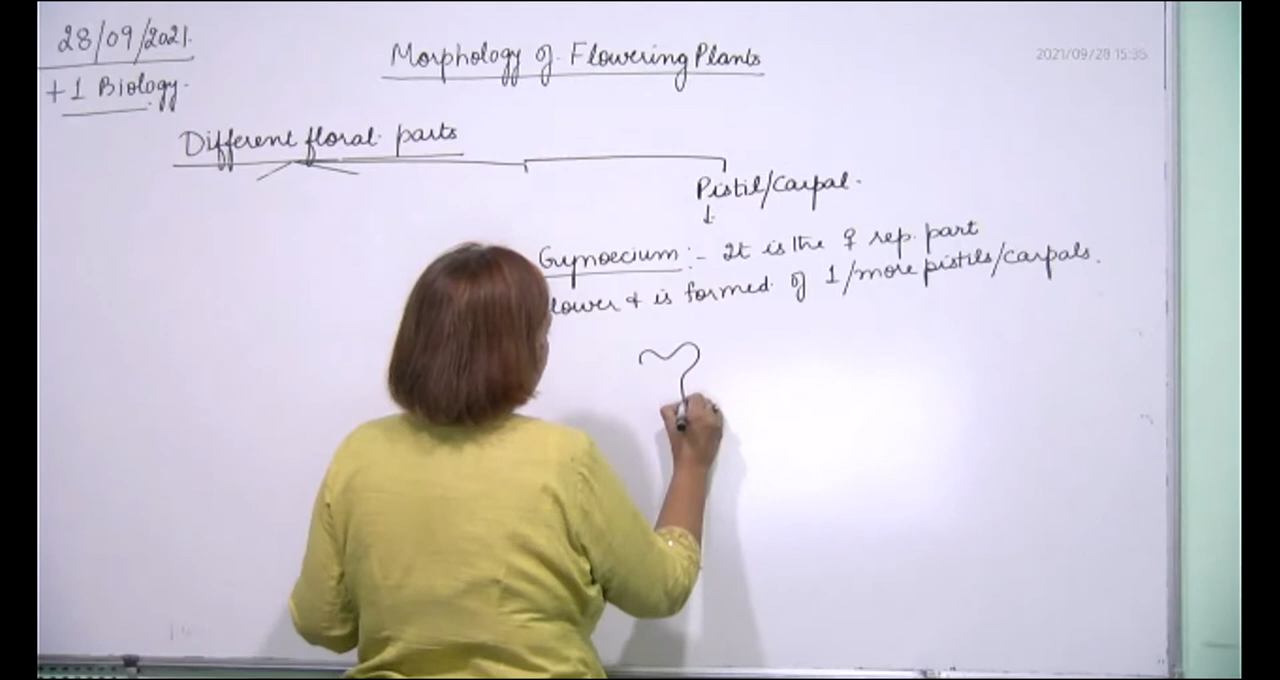 28/09/2021.
+1 Biology.
Morphology of Flowering Plants
2021/09/28 15:35
Different floral parts
Pistil/Carpal.
Gynoecium :- It is the ♀ rep. part
lower & is formed of 1/more pistils/carpals.